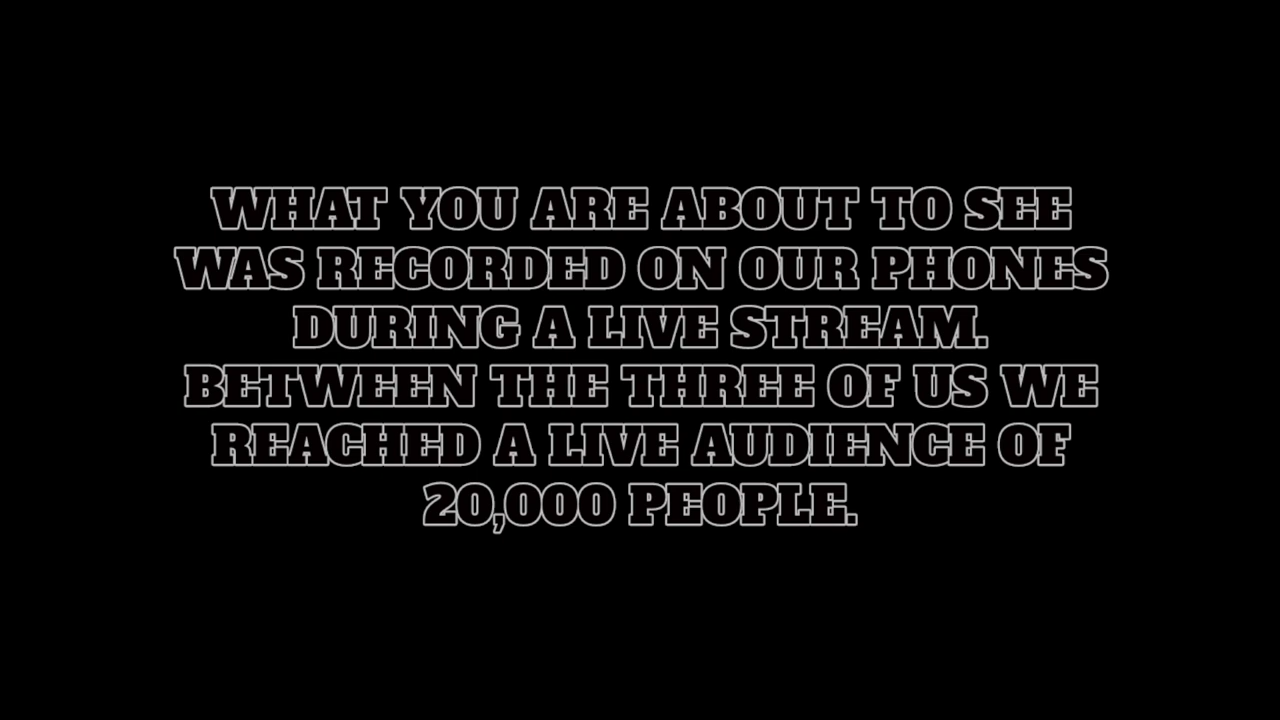 WHAT YOU ARE ABOUT TO SEE
WAS RECORDED ON OUR PHONES
DURING A LIVE STREAM.
BETWEEN THE THREE OF US WE
REACHED A LIVE AUDIENCE OF
20,000 PEOPLE.